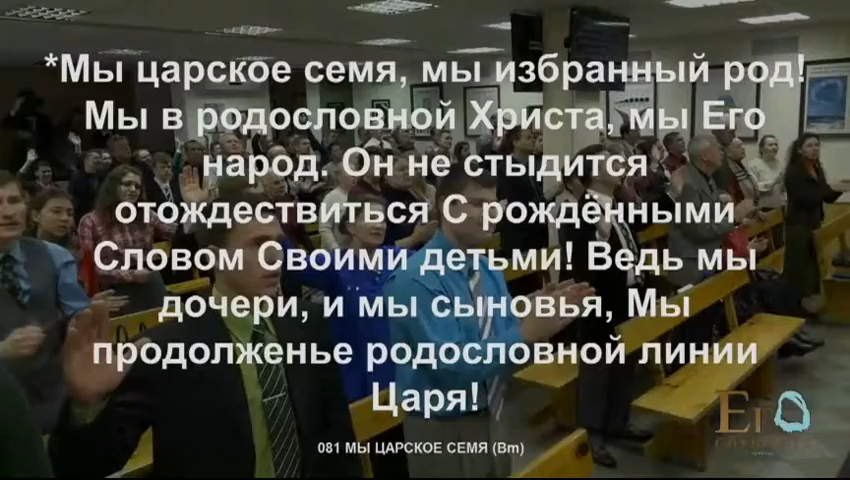 *Мы царское семя, мы избранный род!
Мы в родословной Христа, мы Его
народ. Он не стыдится
отождествиться С рождёнными
Словом Своими детьми! Ведь мы
дочери, и мы сыновья, Мы
продолженье родословной линии
Царя!
081 МЫ ЦАРСКОЕ СЕМЯ (Bm)